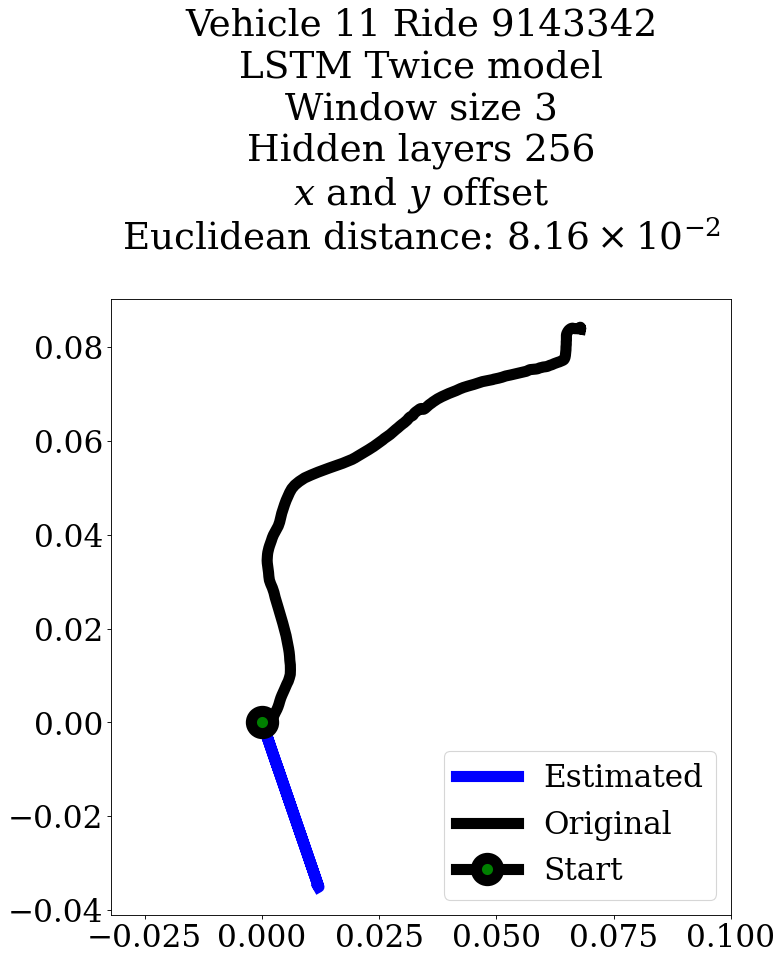 Vehicle 11 Ride 9143342
LSTM Twice model
Window size 3
Hidden layers 256
x and y offset
Euclidean distance: 8.16 × 10⁻²
0.08
0.06
0.04
0.02
0.00
−0.02
−0.04
Estimated
Original
Start
−0.025 0.000 0.025 0.050 0.075 0.100